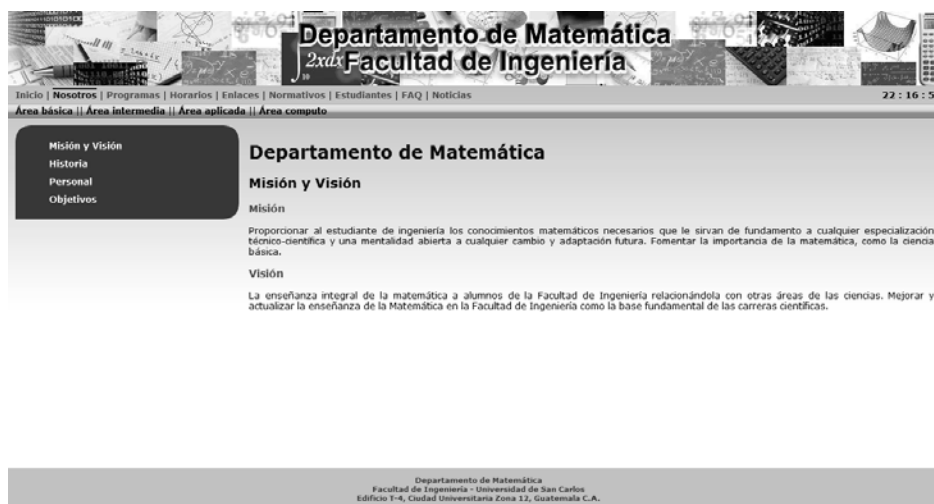 Departamento de Matemática
2xdx Facultad de Ingeniería
Inicio | Nosotros | Programas | Horarios | Enlaces | Normativos | Estudiantes | FAQ | Noticias 22 : 16 : 5
Área básica || Área intermedia || Área aplicada || Área computo
Misión y Visión
Historia
Personal
Objetivos
Departamento de Matemática
Misión y Visión
Misión
Proporcionar al estudiante de ingeniería los conocimientos matemáticos necesarios que le sirvan de fundamento a cualquier especialización
técnico-científica y una mentalidad abierta a cualquier cambio y adaptación futura. Fomentar la importancia de la matemática, como la ciencia
básica.
Visión
La enseñanza integral de la matemática a alumnos de la Facultad de Ingeniería relacionándola con otras áreas de las ciencias. Mejorar y
actualizar la enseñanza de la Matemática en la Facultad de Ingeniería como la base fundamental de las carreras científicas.
Departamento de Matemática
Facultad de Ingeniería - Universidad de San Carlos
Edificio T-4, Ciudad Universitaria Zona 12, Guatemala C.A.